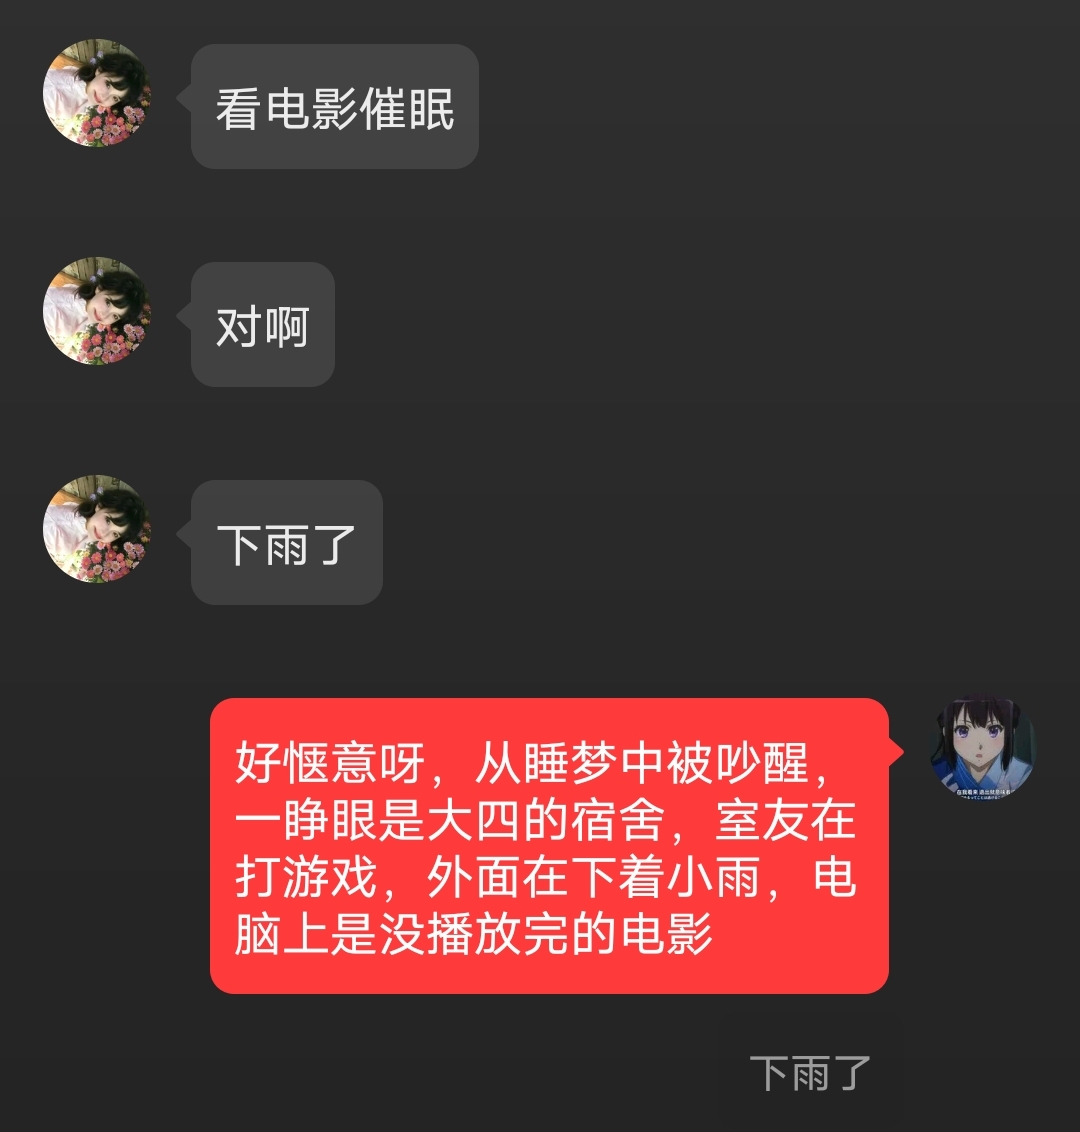 看电影催眠
对啊
下雨了
好惬意呀，从睡梦中被吵醒，
一睁眼是大四的宿舍，室友在
打游戏，外面在下着小雨，电
脑上是没播放完的电影
下雨了